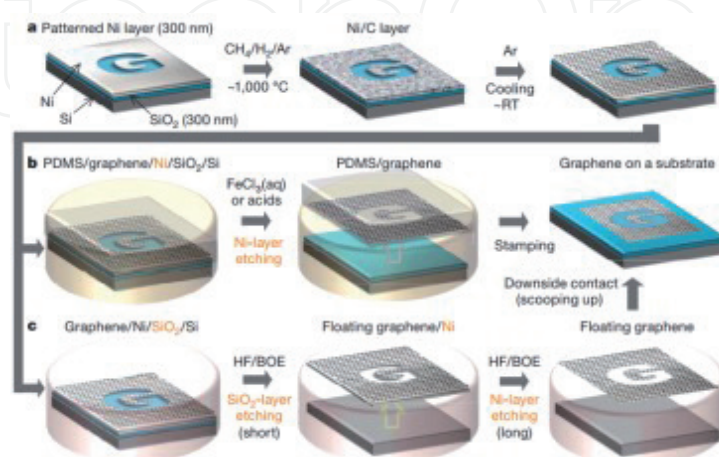 a Patterned Ni layer (300 nm)
CH₄/H₂/Ar
~1,000 °C
Ni/C layer
Ar
Cooling
~RT
Ni
Si
SiO₂ (300 nm)
b PDMS/graphene/Ni/SiO₂/Si
FeCl₃(aq)
or acids
Ni-layer
etching
PDMS/graphene
Stamping
Graphene on a substrate
Downside contact
(scooping up)
c Graphene/Ni/SiO₂/Si
HF/BOE
SiO₂-layer
etching
(short)
Floating graphene/Ni
HF/BOE
Ni-layer
etching
(long)
Floating graphene
G
G
G
G
G
G
G
G
G